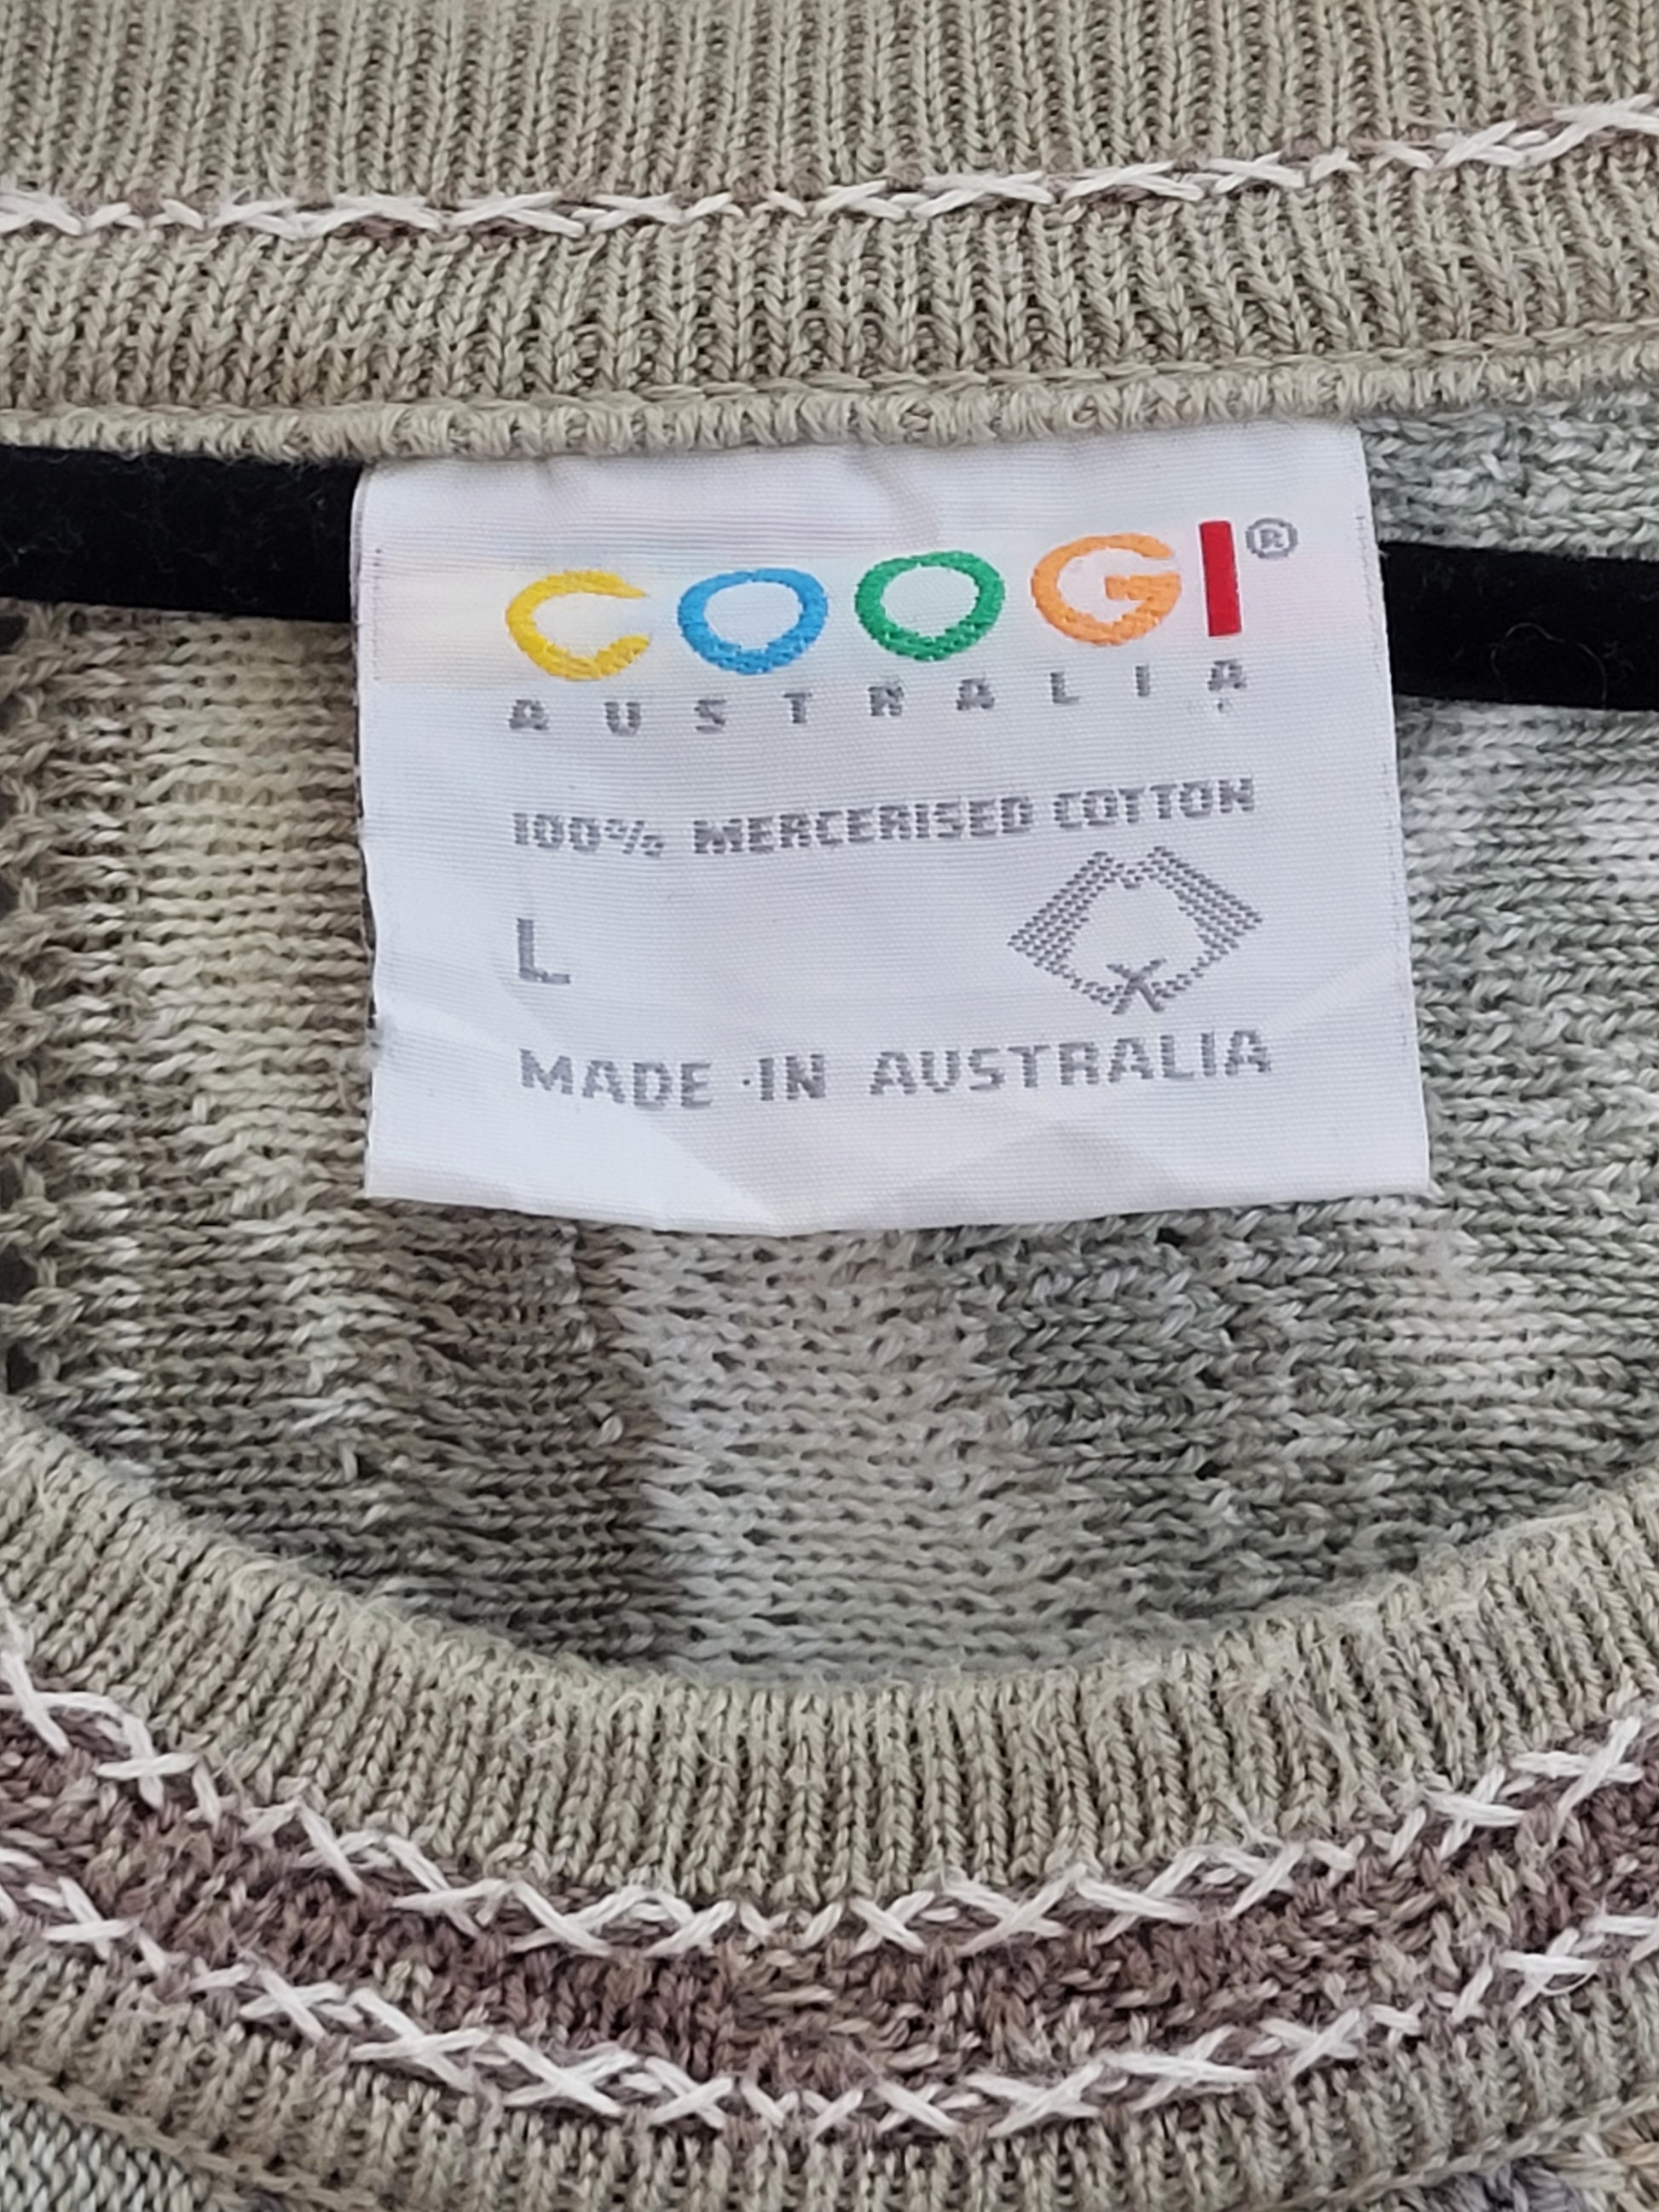 COOGI®
AUSTRALIA
100% MERCERISED COTTON
L
MADE IN AUSTRALIA